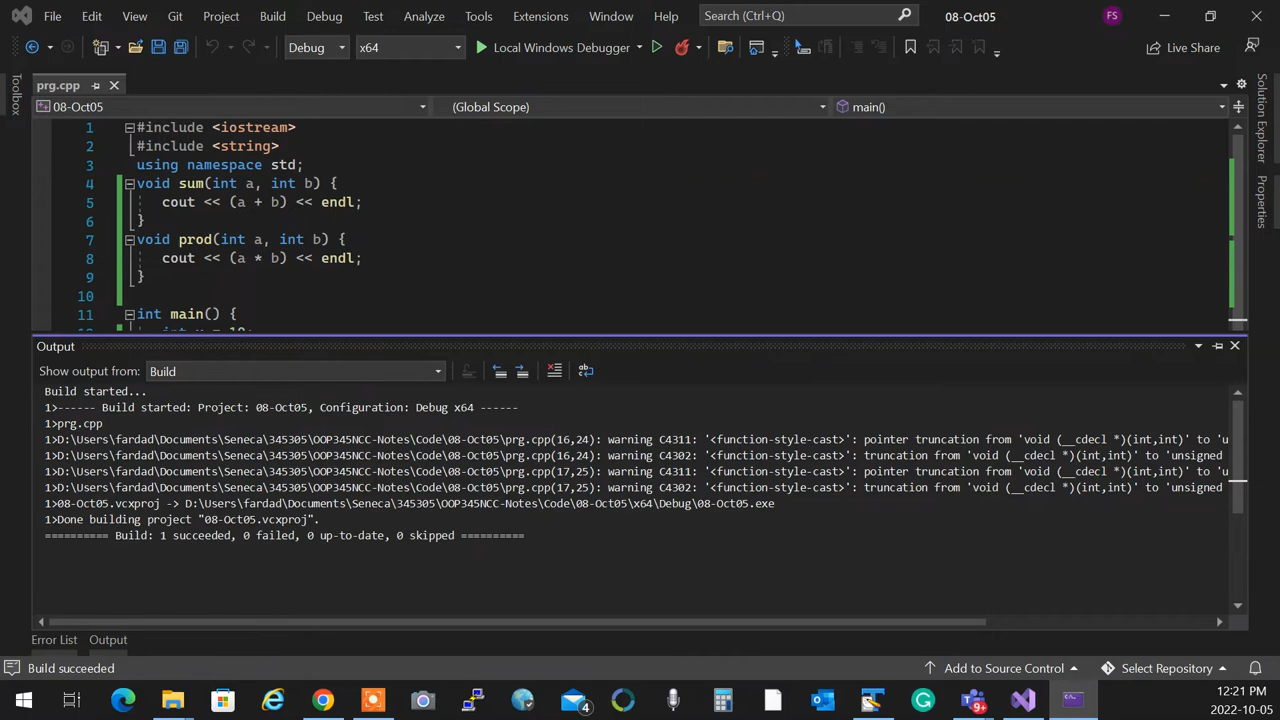 File Edit View Git Project Build Debug Test Analyze Tools Extensions Window Help Search (Ctrl+Q) 08-Oct05 FS
Debug x64 Local Windows Debugger Live Share
prg.cpp
08-Oct05 (Global Scope) main()
Toolbox
Solution Explorer
Properties
1 #include <iostream>
2 #include <string>
3 using namespace std;
4 void sum(int a, int b) {
5 cout << (a + b) << endl;
6 }
7 void prod(int a, int b) {
8 cout << (a * b) << endl;
9 }
10
11 int main() {
Output
Show output from: Build
Build started...
1>------ Build started: Project: 08-Oct05, Configuration: Debug x64 ------
1>prg.cpp
1>D:\Users\fardad\Documents\Seneca\345305\OOP345NCC-Notes\Code\08-Oct05\prg.cpp(16,24): warning C4311: '<function-style-cast>': pointer truncation from 'void (__cdecl *)(int,int)' to 'u
1>D:\Users\fardad\Documents\Seneca\345305\OOP345NCC-Notes\Code\08-Oct05\prg.cpp(16,24): warning C4302: '<function-style-cast>': truncation from 'void (__cdecl *)(int,int)' to 'unsigned
1>D:\Users\fardad\Documents\Seneca\345305\OOP345NCC-Notes\Code\08-Oct05\prg.cpp(17,25): warning C4311: '<function-style-cast>': pointer truncation from 'void (__cdecl *)(int,int)' to 'u
1>D:\Users\fardad\Documents\Seneca\345305\OOP345NCC-Notes\Code\08-Oct05\prg.cpp(17,25): warning C4302: '<function-style-cast>': truncation from 'void (__cdecl *)(int,int)' to 'unsigned
1>08-Oct05.vcxproj -> D:\Users\fardad\Documents\Seneca\345305\OOP345NCC-Notes\Code\08-Oct05\x64\Debug\08-Oct05.exe
1>Done building project "08-Oct05.vcxproj".
========== Build: 1 succeeded, 0 failed, 0 up-to-date, 0 skipped ==========
Error List Output
Build succeeded Add to Source Control Select Repository
4 9+ 12:21 PM
2022-10-05